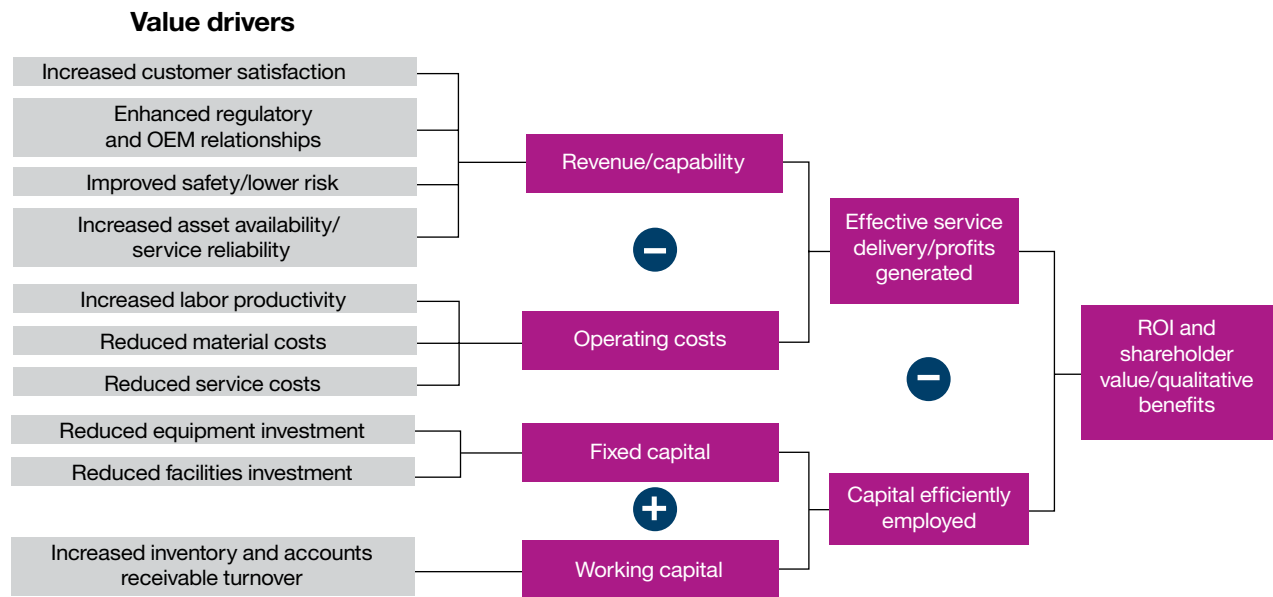 Value drivers
Increased customer satisfaction
Enhanced regulatory
and OEM relationships
Improved safety/lower risk
Increased asset availability/
service reliability
Increased labor productivity
Reduced material costs
Reduced service costs
Reduced equipment investment
Reduced facilities investment
Increased inventory and accounts
receivable turnover
Revenue/capability
−
Operating costs
Fixed capital
+
Working capital
Effective service
delivery/profits
generated
−
Capital efficiently
employed
ROI and
shareholder
value/qualitative
benefits